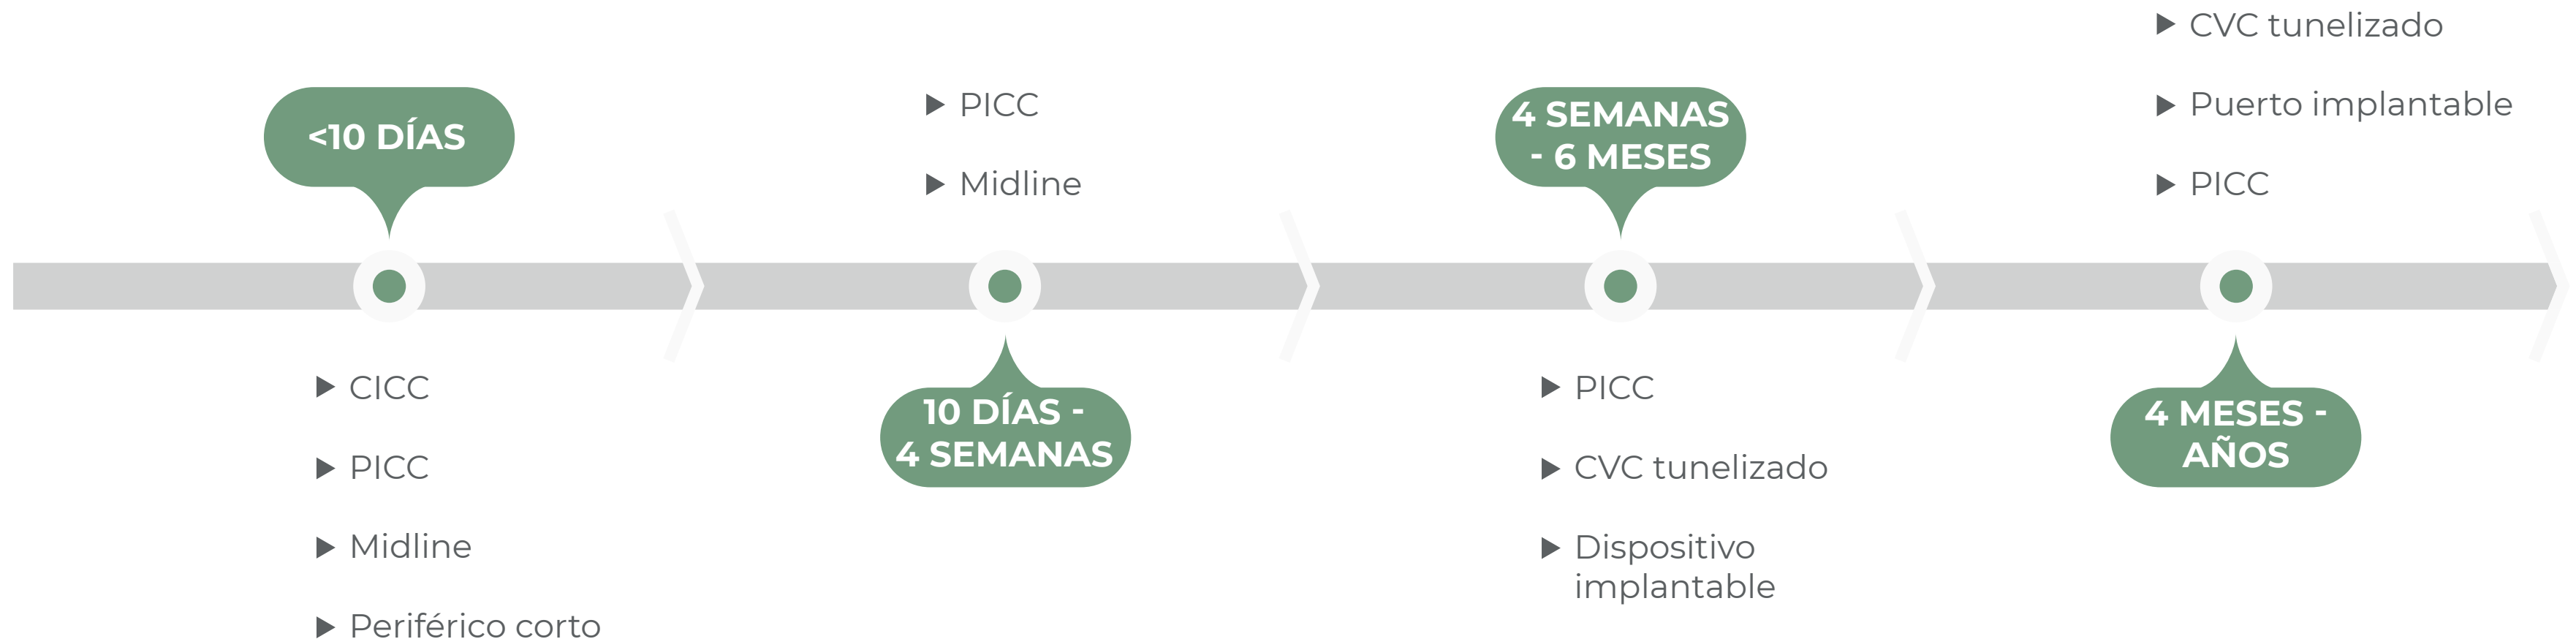 <10 DÍAS
CICC
PICC
Midline
Periférico corto
PICC
Midline
10 DÍAS -
4 SEMANAS
4 SEMANAS
- 6 MESES
PICC
CVC tunelizado
Dispositivo
implantable
CVC tunelizado
Puerto implantable
PICC
4 MESES -
AÑOS